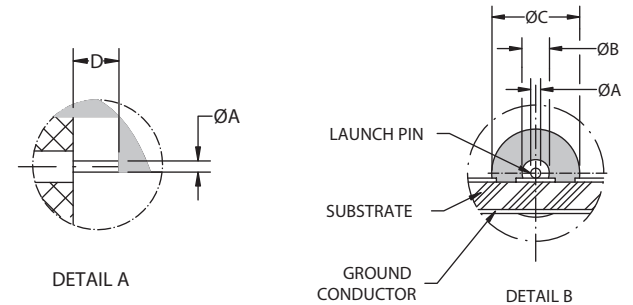 D
ØA
DETAIL A
ØC
ØB
ØA
LAUNCH PIN
SUBSTRATE
GROUND
CONDUCTOR
DETAIL B